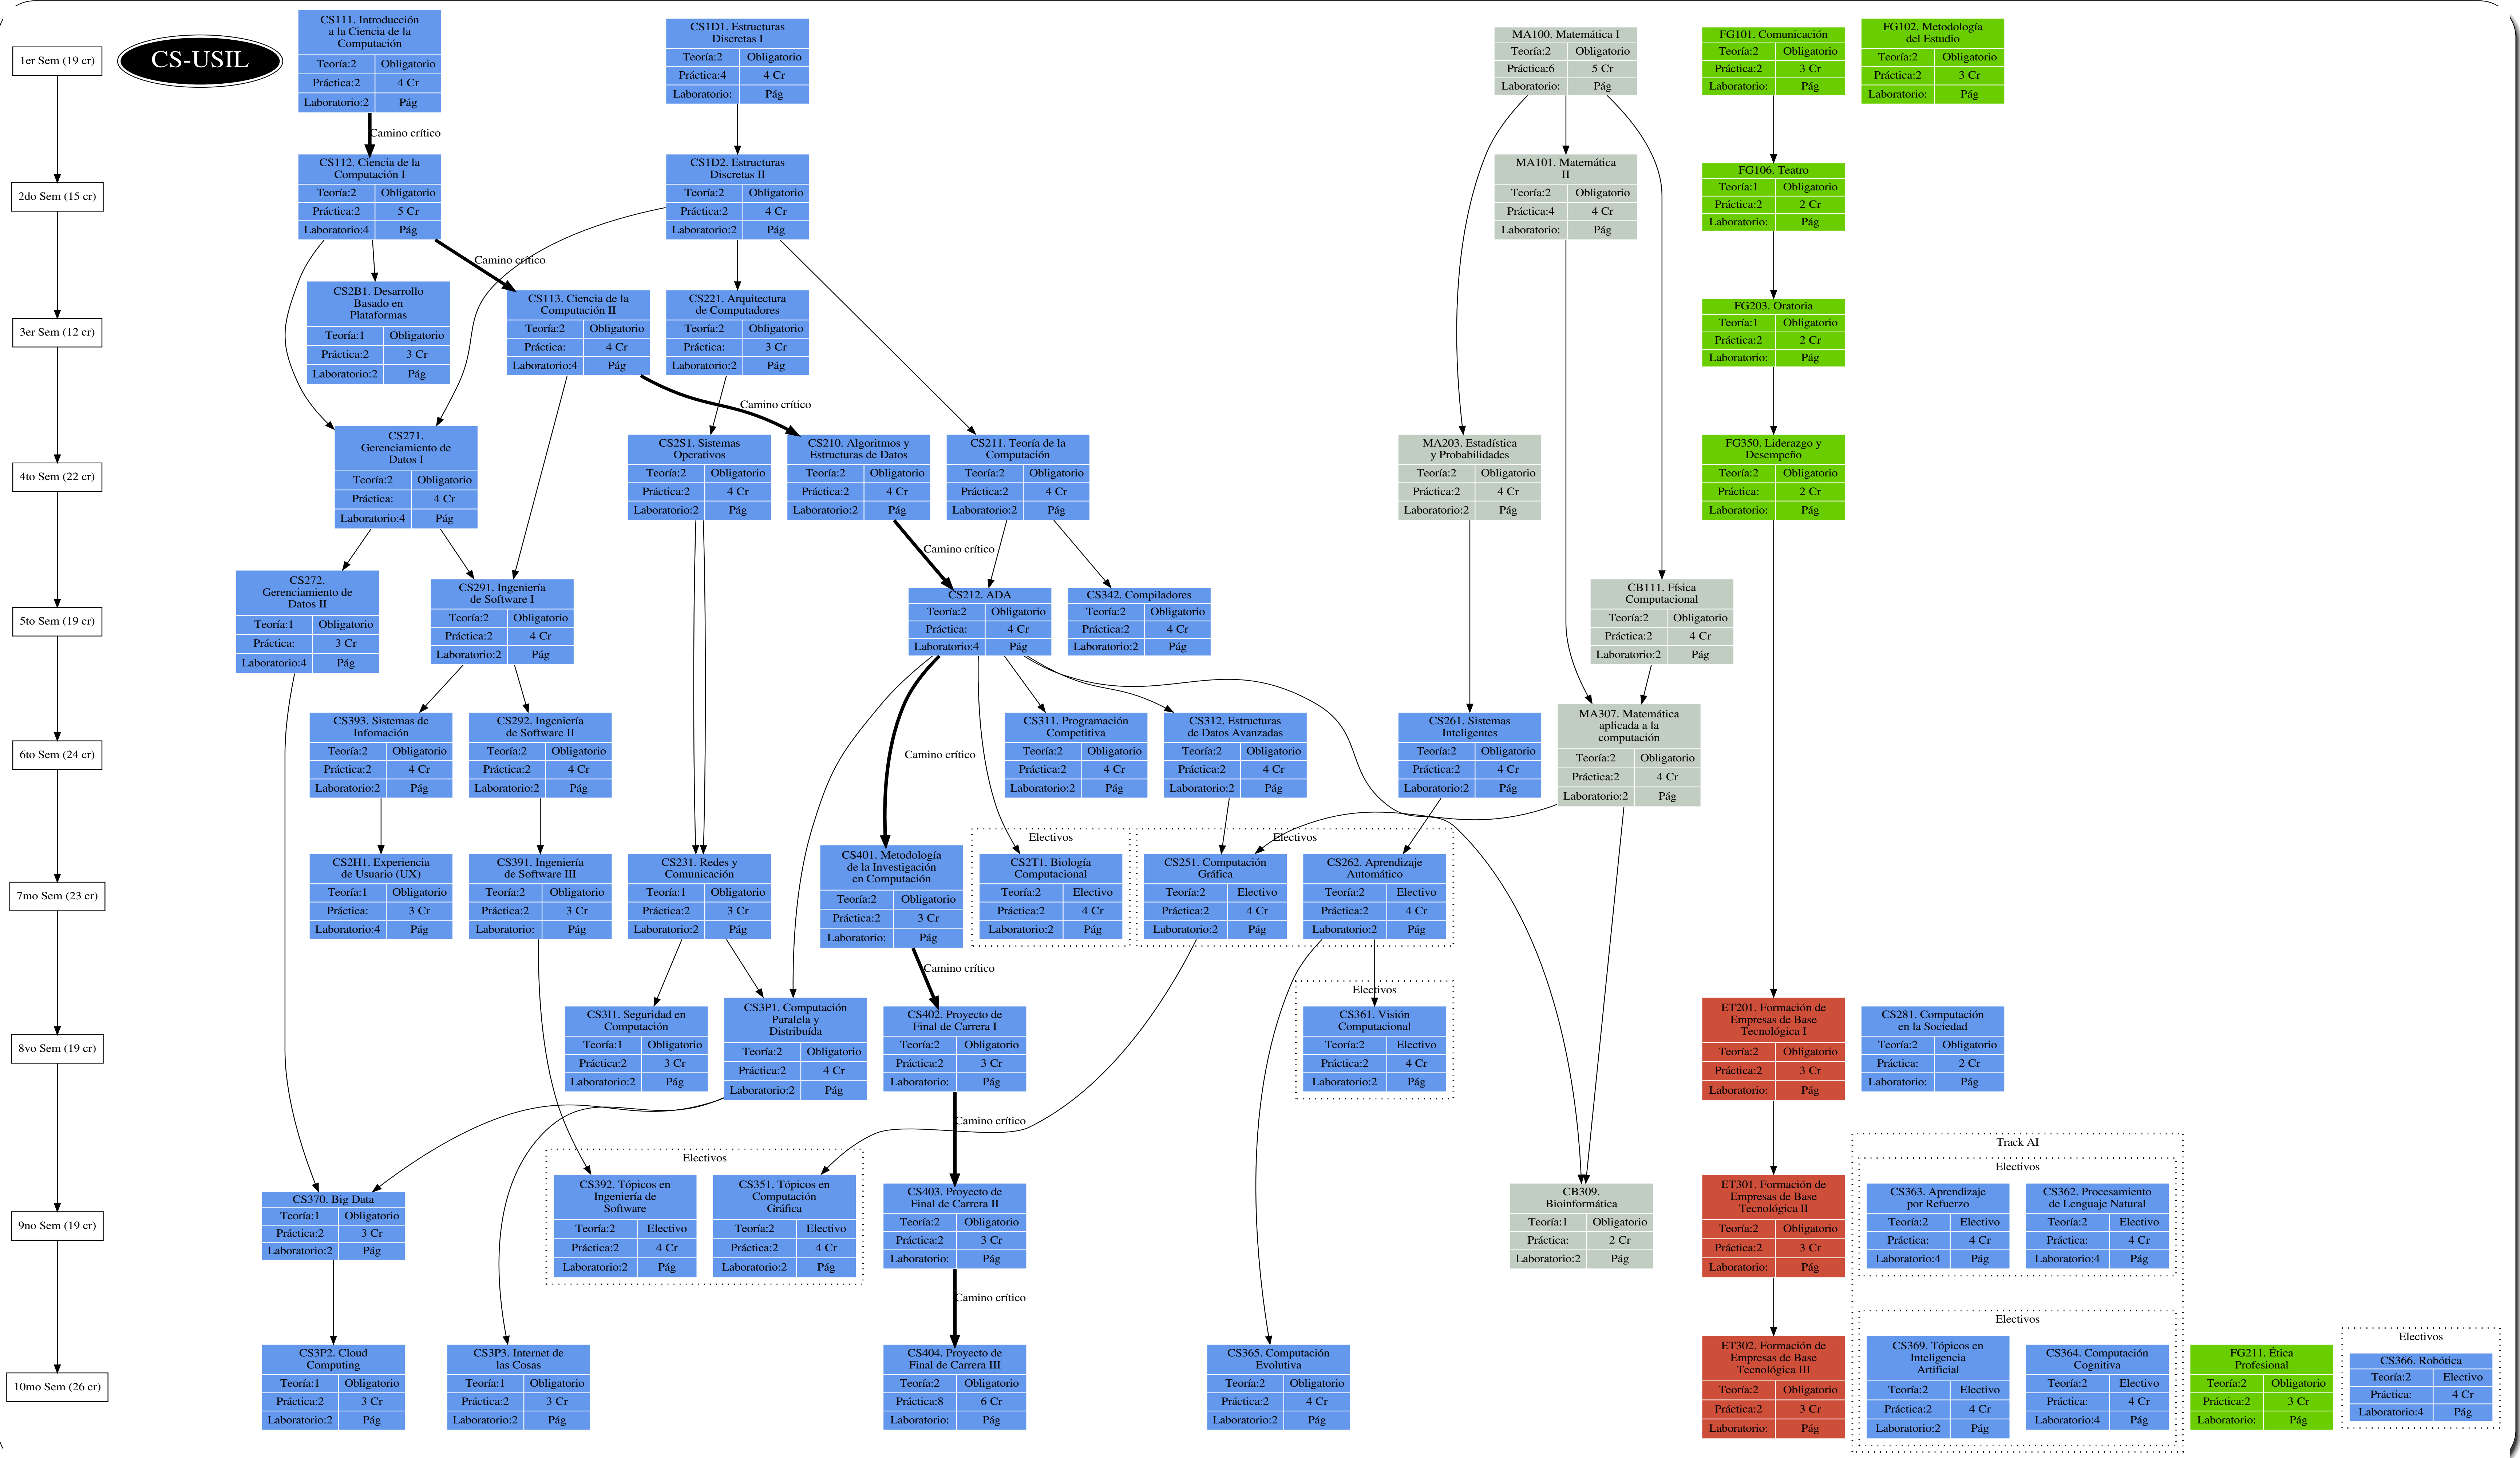 CS-USIL
1er Sem (19 cr)
CS111. Introducción
a la Ciencia de la
Computación
Teoría:2 Obligatorio
Práctica:2 4 Cr
Laboratorio:2 Pág
CS1D1. Estructuras
Discretas I
Teoría:2 Obligatorio
Práctica:4 4 Cr
Laboratorio: Pág
MA100. Matemática I
Teoría:2 Obligatorio
Práctica:6 5 Cr
Laboratorio: Pág
FG101. Comunicación
Teoría:2 Obligatorio
Práctica:2 3 Cr
Laboratorio: Pág
FG102. Metodología
del Estudio
Teoría:2 Obligatorio
Práctica:2 3 Cr
Laboratorio: Pág
Camino crítico
2do Sem (15 cr)
CS112. Ciencia de la
Computación I
Teoría:2 Obligatorio
Práctica:2 5 Cr
Laboratorio:4 Pág
CS1D2. Estructuras
Discretas II
Teoría:2 Obligatorio
Práctica:2 4 Cr
Laboratorio:2 Pág
MA101. Matemática
II
Teoría:2 Obligatorio
Práctica:4 4 Cr
Laboratorio: Pág
FG106. Teatro
Teoría:1 Obligatorio
Práctica:2 2 Cr
Laboratorio: Pág
Camino crítico
3er Sem (12 cr)
CS2B1. Desarrollo
Basado en
Plataformas
Teoría:1 Obligatorio
Práctica:2 3 Cr
Laboratorio:2 Pág
CS113. Ciencia de la
Computación II
Teoría:2 Obligatorio
Práctica: 4 Cr
Laboratorio:4 Pág
CS221. Arquitectura
de Computadores
Teoría:2 Obligatorio
Práctica: 3 Cr
Laboratorio:2 Pág
FG203. Oratoria
Teoría:1 Obligatorio
Práctica:2 2 Cr
Laboratorio: Pág
Camino crítico
4to Sem (22 cr)
CS271.
Gerenciamiento de
Datos I
Teoría:2 Obligatorio
Práctica: 4 Cr
Laboratorio:4 Pág
CS2S1. Sistemas
Operativos
Teoría:2 Obligatorio
Práctica:2 4 Cr
Laboratorio:2 Pág
CS210. Algoritmos y
Estructuras de Datos
Teoría:2 Obligatorio
Práctica:2 4 Cr
Laboratorio:2 Pág
CS211. Teoría de la
Computación
Teoría:2 Obligatorio
Práctica:2 4 Cr
Laboratorio:2 Pág
MA203. Estadística
y Probabilidades
Teoría:2 Obligatorio
Práctica:2 4 Cr
Laboratorio:2 Pág
FG350. Liderazgo y
Desempeño
Teoría:2 Obligatorio
Práctica: 2 Cr
Laboratorio: Pág
Camino crítico
5to Sem (19 cr)
CS272.
Gerenciamiento de
Datos II
Teoría:1 Obligatorio
Práctica: 3 Cr
Laboratorio:4 Pág
CS291. Ingeniería
de Software I
Teoría:2 Obligatorio
Práctica:2 4 Cr
Laboratorio:2 Pág
CS212. ADA
Teoría:2 Obligatorio
Práctica: 4 Cr
Laboratorio:4 Pág
CS342. Compiladores
Teoría:2 Obligatorio
Práctica:2 4 Cr
Laboratorio:2 Pág
CB111. Física
Computacional
Teoría:2 Obligatorio
Práctica:2 4 Cr
Laboratorio:2 Pág
6to Sem (24 cr)
CS393. Sistemas de
Infomación
Teoría:2 Obligatorio
Práctica:2 4 Cr
Laboratorio:2 Pág
CS292. Ingeniería
de Software II
Teoría:2 Obligatorio
Práctica:2 4 Cr
Laboratorio:2 Pág
Camino crítico
CS311. Programación
Competitiva
Teoría:2 Obligatorio
Práctica:2 4 Cr
Laboratorio:2 Pág
CS312. Estructuras
de Datos Avanzadas
Teoría:2 Obligatorio
Práctica:2 4 Cr
Laboratorio:2 Pág
CS261. Sistemas
Inteligentes
Teoría:2 Obligatorio
Práctica:2 4 Cr
Laboratorio:2 Pág
MA307. Matemática
aplicada a la
computación
Teoría:2 Obligatorio
Práctica:2 4 Cr
Laboratorio:2 Pág
7mo Sem (23 cr)
CS2H1. Experiencia
de Usuario (UX)
Teoría:1 Obligatorio
Práctica: 3 Cr
Laboratorio:4 Pág
CS391. Ingeniería
de Software III
Teoría:2 Obligatorio
Práctica:2 3 Cr
Laboratorio: Pág
CS231. Redes y
Comunicación
Teoría:1 Obligatorio
Práctica:2 3 Cr
Laboratorio:2 Pág
CS401. Metodología
de la Investigación
en Computación
Teoría:2 Obligatorio
Práctica:2 3 Cr
Laboratorio: Pág
Electivos
CS2T1. Biología
Computacional
Teoría:2 Electivo
Práctica:2 4 Cr
Laboratorio:2 Pág
Electivos
CS251. Computación
Gráfica
Teoría:2 Electivo
Práctica:2 4 Cr
Laboratorio:2 Pág
CS262. Aprendizaje
Automático
Teoría:2 Electivo
Práctica:2 4 Cr
Laboratorio:2 Pág
Camino crítico
8vo Sem (19 cr)
CS3I1. Seguridad en
Computación
Teoría:1 Obligatorio
Práctica:2 3 Cr
Laboratorio:2 Pág
CS3P1. Computación
Paralela y
Distribuída
Teoría:2 Obligatorio
Práctica:2 4 Cr
Laboratorio:2 Pág
CS402. Proyecto de
Final de Carrera I
Teoría:2 Obligatorio
Práctica:2 3 Cr
Laboratorio: Pág
Electivos
CS361. Visión
Computacional
Teoría:2 Electivo
Práctica:2 4 Cr
Laboratorio:2 Pág
ET201. Formación de
Empresas de Base
Tecnológica I
Teoría:2 Obligatorio
Práctica:2 3 Cr
Laboratorio: Pág
CS281. Computación
en la Sociedad
Teoría:2 Obligatorio
Práctica: 2 Cr
Laboratorio: Pág
Camino crítico
9no Sem (19 cr)
CS370. Big Data
Teoría:1 Obligatorio
Práctica:2 3 Cr
Laboratorio:2 Pág
Electivos
CS392. Tópicos en
Ingeniería de
Software
Teoría:2 Electivo
Práctica:2 4 Cr
Laboratorio:2 Pág
CS351. Tópicos en
Computación
Gráfica
Teoría:2 Electivo
Práctica:2 4 Cr
Laboratorio:2 Pág
CS403. Proyecto de
Final de Carrera II
Teoría:2 Obligatorio
Práctica:2 3 Cr
Laboratorio: Pág
CB309.
Bioinformática
Teoría:1 Obligatorio
Práctica: 2 Cr
Laboratorio:2 Pág
ET301. Formación de
Empresas de Base
Tecnológica II
Teoría:2 Obligatorio
Práctica:2 3 Cr
Laboratorio: Pág
Track AI
Electivos
CS363. Aprendizaje
por Refuerzo
Teoría:2 Electivo
Práctica: 4 Cr
Laboratorio:4 Pág
CS362. Procesamiento
de Lenguaje Natural
Teoría:2 Electivo
Práctica: 4 Cr
Laboratorio:4 Pág
Camino crítico
10mo Sem (26 cr)
CS3P2. Cloud
Computing
Teoría:1 Obligatorio
Práctica:2 3 Cr
Laboratorio:2 Pág
CS3P3. Internet de
las Cosas
Teoría:1 Obligatorio
Práctica:2 3 Cr
Laboratorio:2 Pág
CS404. Proyecto de
Final de Carrera III
Teoría:2 Obligatorio
Práctica:8 6 Cr
Laboratorio: Pág
CS365. Computación
Evolutiva
Teoría:2 Obligatorio
Práctica:2 4 Cr
Laboratorio:2 Pág
ET302. Formación de
Empresas de Base
Tecnológica III
Teoría:2 Obligatorio
Práctica:2 3 Cr
Laboratorio: Pág
Electivos
CS369. Tópicos en
Inteligencia
Artificial
Teoría:2 Electivo
Práctica:2 4 Cr
Laboratorio:2 Pág
CS364. Computación
Cognitiva
Teoría:2 Electivo
Práctica: 4 Cr
Laboratorio:4 Pág
FG211. Ética
Profesional
Teoría:2 Obligatorio
Práctica:2 3 Cr
Laboratorio: Pág
Electivos
CS366. Robótica
Teoría:2 Electivo
Práctica: 4 Cr
Laboratorio:4 Pág